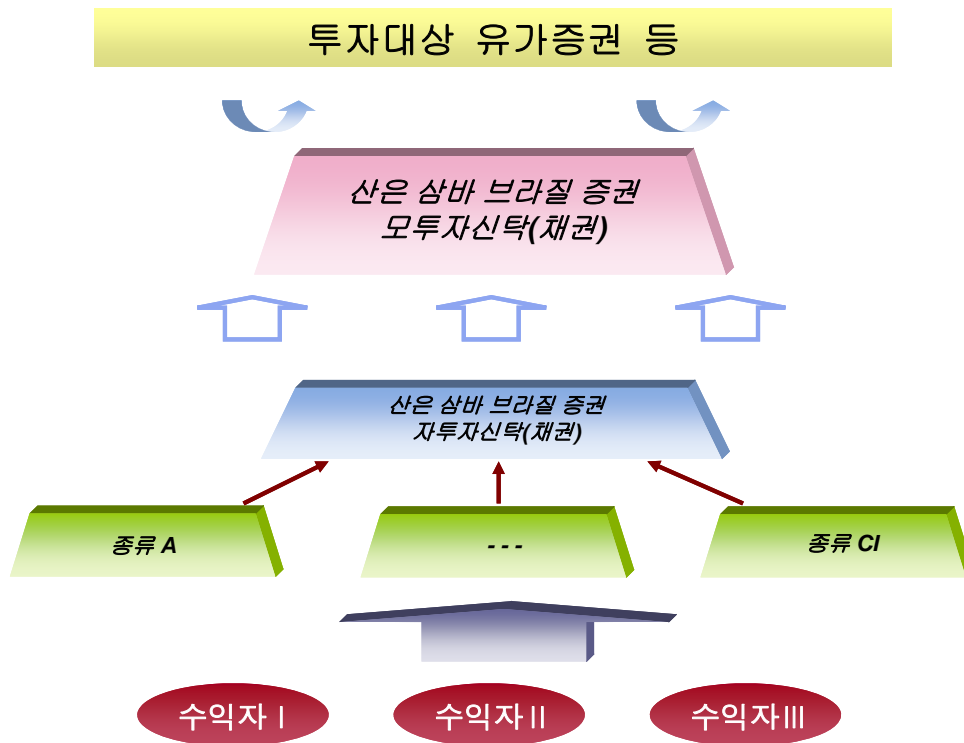 투자대상 유가증권 등
산은 삼바 브라질 증권
모투자신탁(채권)
산은 삼바 브라질 증권
자투자신탁(채권)
종류 A
- - -
종류 CI
수익자 I
수익자 II
수익자 III